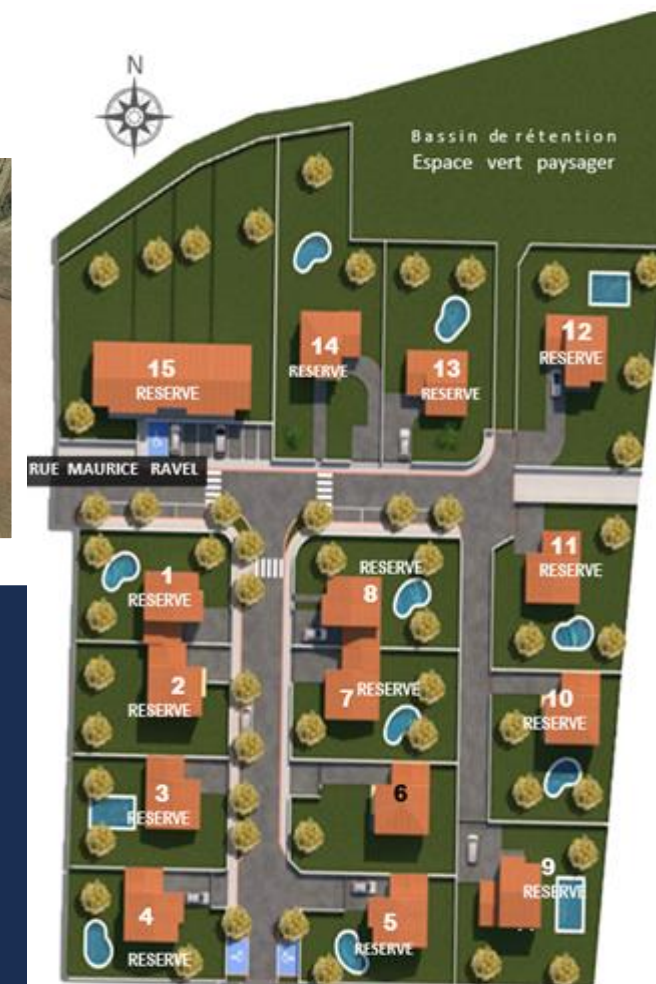 N
Bassin de rétention
Espace vert paysager
12
RESERVE
14
RESERVE
15
RESERVE
13
RESERVE
RUE MAURICE RAVEL
11
RESERVE
1
RESERVE
RESERVE
8
2
RESERVE
7 RESERVE
10
RESERVE
3
RESERVE
6
9
RESERVE
4
RESERVE
5
RESERVE